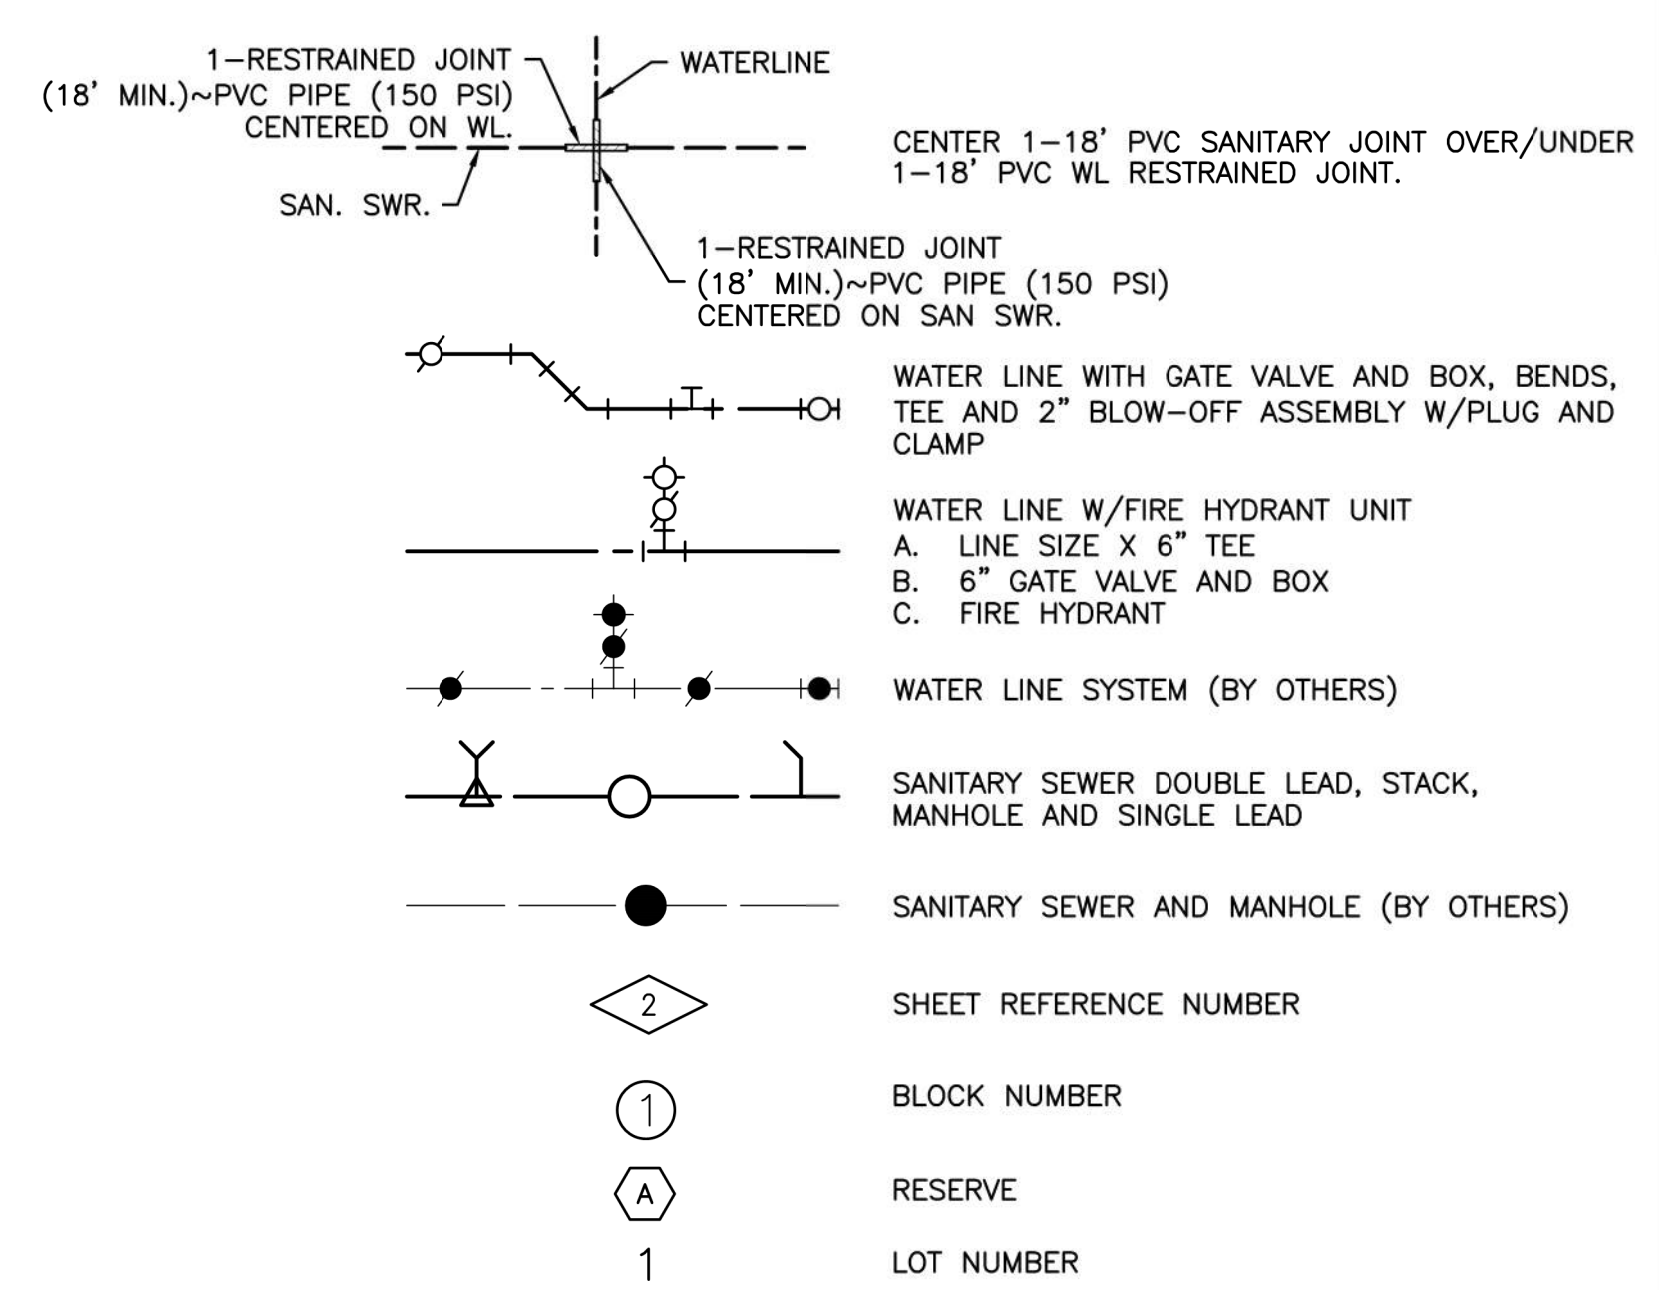 1-RESTRAINED JOINT
(18' MIN.)~PVC PIPE (150 PSI)
CENTERED ON WL.
WATERLINE
SAN. SWR.
CENTER 1-18' PVC SANITARY JOINT OVER/UNDER
1-18' PVC WL RESTRAINED JOINT.
1-RESTRAINED JOINT
(18' MIN.)~PVC PIPE (150 PSI)
CENTERED ON SAN SWR.
WATER LINE WITH GATE VALVE AND BOX, BENDS,
TEE AND 2" BLOW-OFF ASSEMBLY W/PLUG AND
CLAMP
WATER LINE W/FIRE HYDRANT UNIT
A. LINE SIZE X 6" TEE
B. 6" GATE VALVE AND BOX
C. FIRE HYDRANT
WATER LINE SYSTEM (BY OTHERS)
SANITARY SEWER DOUBLE LEAD, STACK,
MANHOLE AND SINGLE LEAD
SANITARY SEWER AND MANHOLE (BY OTHERS)
2 SHEET REFERENCE NUMBER
1 BLOCK NUMBER
A RESERVE
1 LOT NUMBER